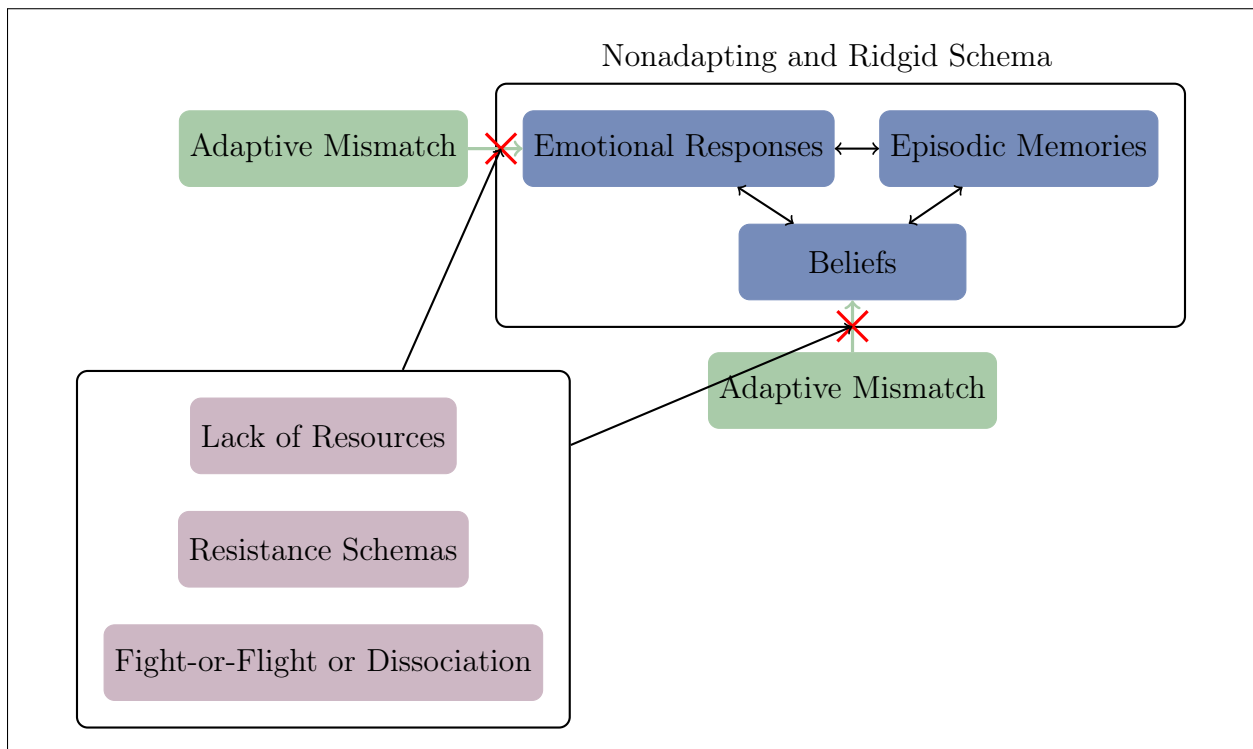 Nonadapting and Ridgid Schema
Adaptive Mismatch
Emotional Responses
Episodic Memories
Beliefs
Adaptive Mismatch
Lack of Resources
Resistance Schemas
Fight-or-Flight or Dissociation